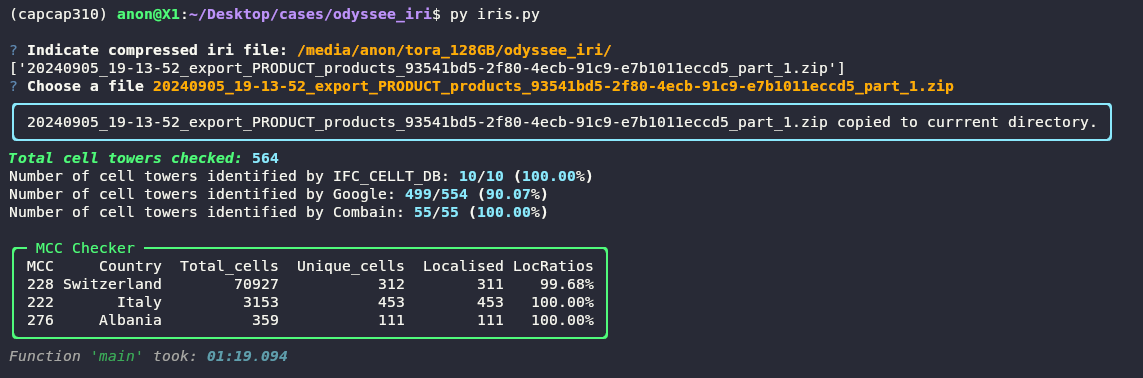 (capcap310) anon@X1:~/Desktop/cases/odyssee_iri$ py iris.py
? Indicate compressed iri file: /media/anon/tora_128GB/odyssee_iri/
['20240905_19-13-52_export_PRODUCT_products_93541bd5-2f80-4ecb-91c9-e7b1011eccd5_part_1.zip']
? Choose a file 20240905_19-13-52_export_PRODUCT_products_93541bd5-2f80-4ecb-91c9-e7b1011eccd5_part_1.zip
20240905_19-13-52_export_PRODUCT_products_93541bd5-2f80-4ecb-91c9-e7b1011eccd5_part_1.zip copied to currrent directory.
Total cell towers checked: 564
Number of cell towers identified by IFC_CELLT_DB: 10/10 (100.00%)
Number of cell towers identified by Google: 499/554 (90.07%)
Number of cell towers identified by Combain: 55/55 (100.00%)
MCC Checker
MCC Country Total_cells Unique_cells Localised LocRatios
228 Switzerland 70927 312 311 99.68%
222 Italy 3153 453 453 100.00%
276 Albania 359 111 111 100.00%
Function 'main' took: 01:19.094